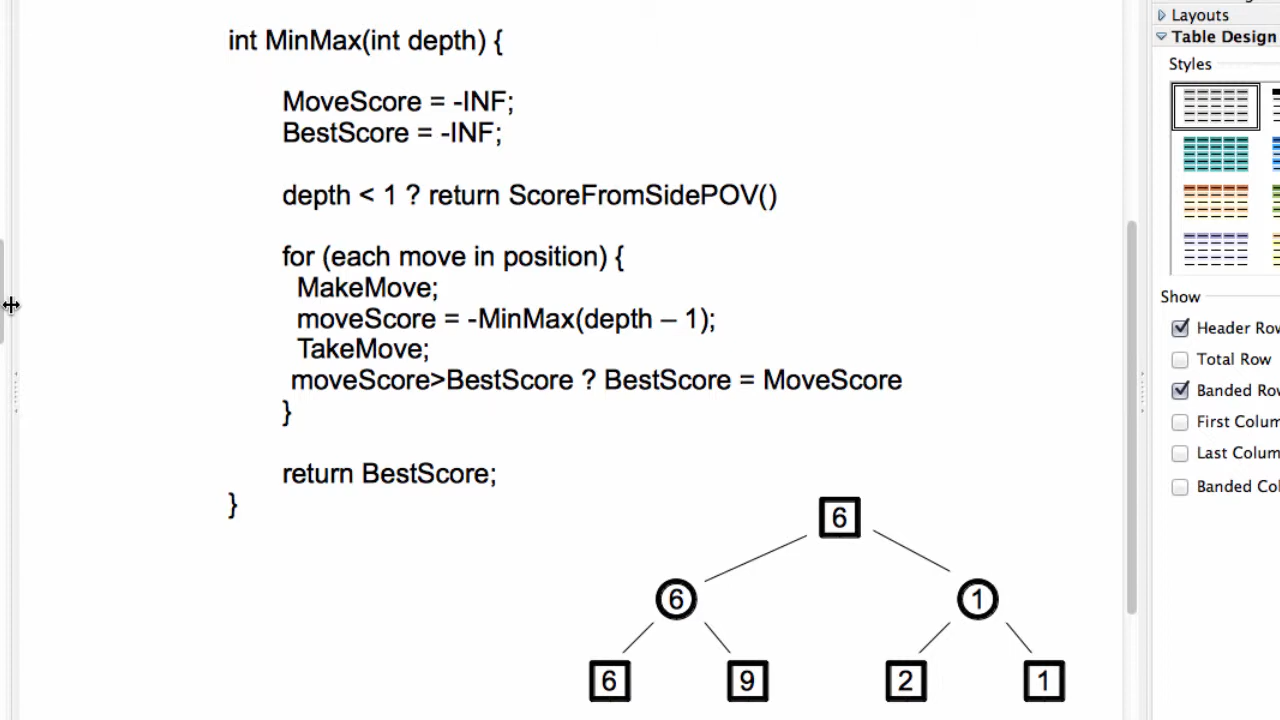 int MinMax(int depth) {
MoveScore = -INF;
BestScore = -INF;
depth < 1 ? return ScoreFromSidePOV()
for (each move in position) {
MakeMove;
moveScore = -MinMax(depth – 1);
TakeMove;
moveScore>BestScore ? BestScore = MoveScore
}
return BestScore;
}
6
6 1
6 9 2 1
Layouts
Table Design
Styles
Show
Header Row
Total Row
Banded Row
First Colum
Last Colum
Banded Col